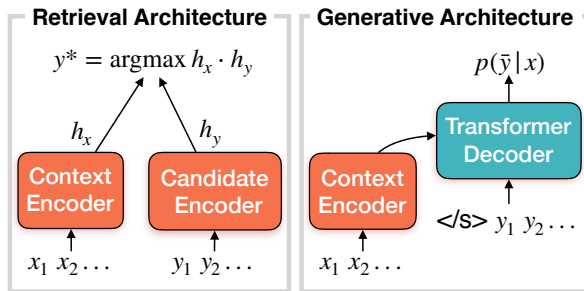 Retrieval Architecture
y* = argmax h_x · h_y
h_x h_y
Context Encoder
Candidate Encoder
x_1 x_2 ...
y_1 y_2 ...
Generative Architecture
p(ȳ | x)
Transformer Decoder
Context Encoder
</s> y_1 y_2 ...
x_1 x_2 ...